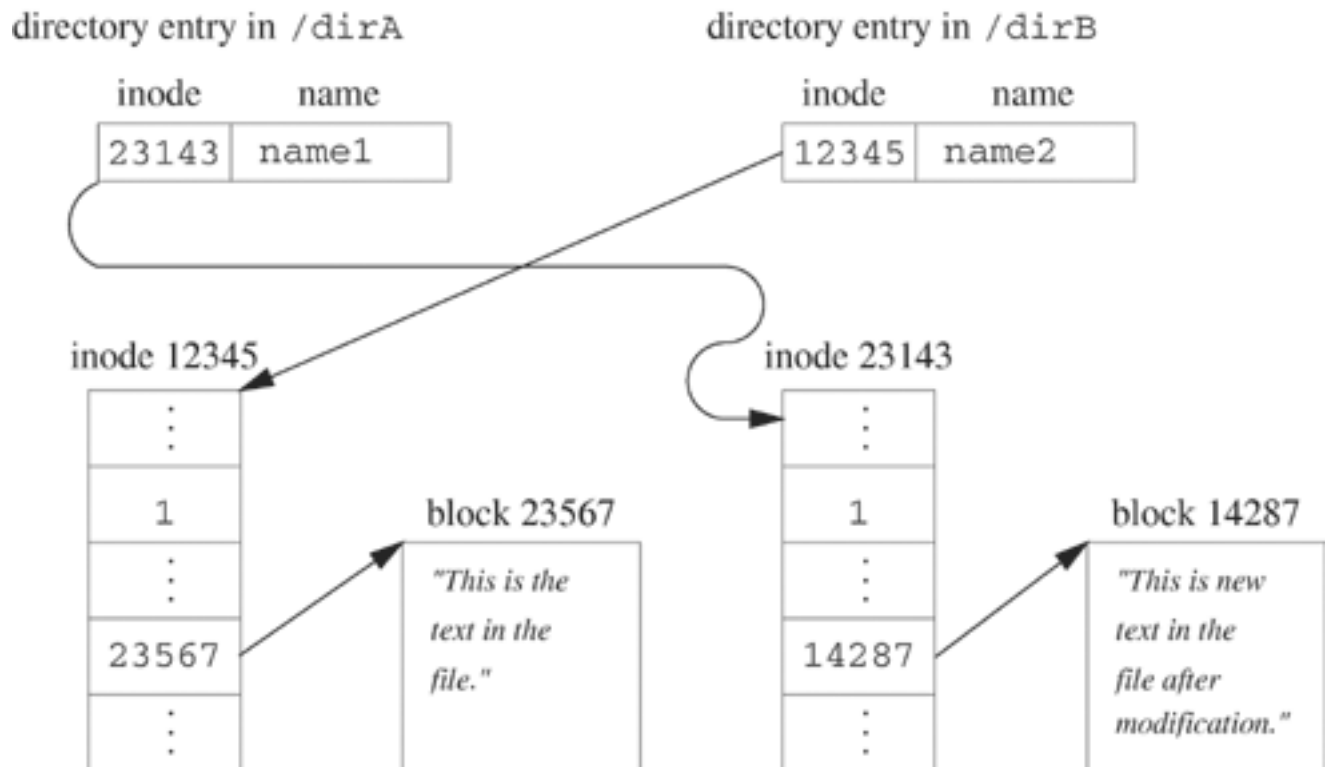 directory entry in /dirA
directory entry in /dirB
inode name
inode name
23143 name1
12345 name2
inode 12345
inode 23143
⋮
⋮
1
1
block 23567
block 14287
⋮
⋮
"This is the
text in the
file."
"This is new
text in the
file after
modification."
23567
14287
⋮
⋮